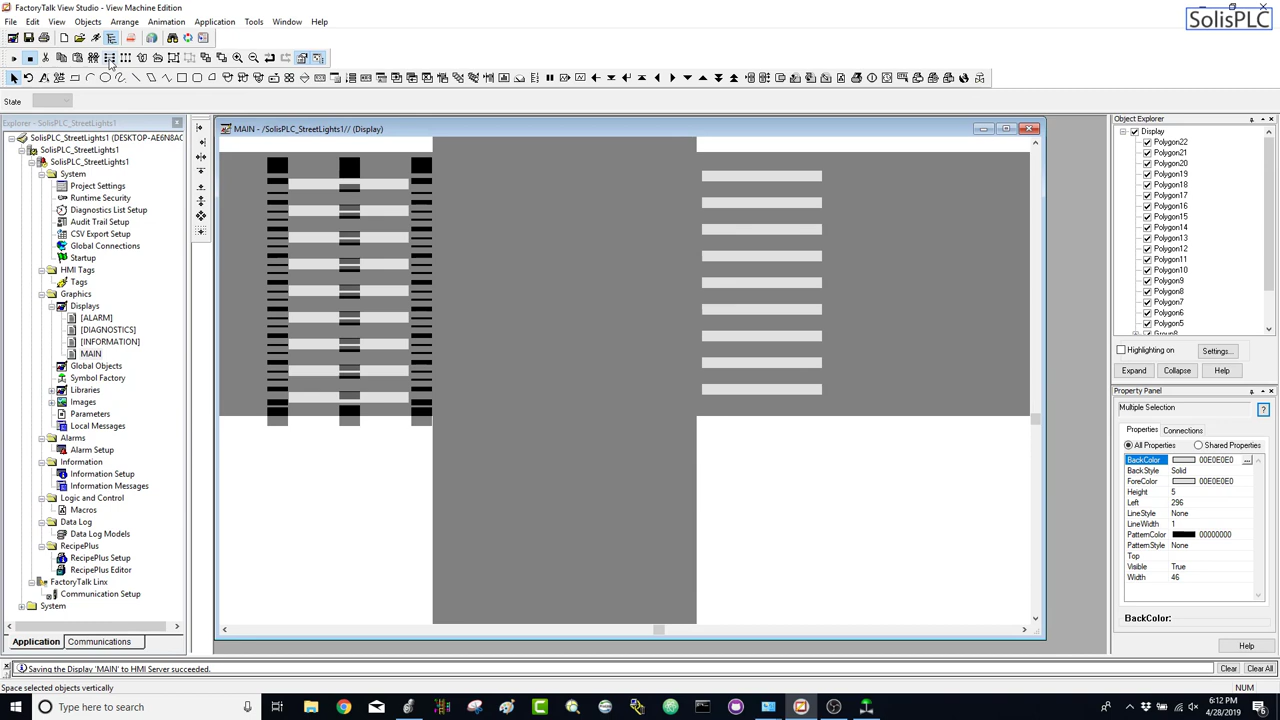 FactoryTalk View Studio - View Machine Edition
File Edit View Objects Arrange Animation Application Tools Window Help
SolisPLC
State
Explorer - SolisPLC_StreetLights1
SolisPLC_StreetLights1 (DESKTOP-AE6N8AC
SolisPLC_StreetLights1
SolisPLC_StreetLights1
System
Project Settings
Runtime Security
Diagnostics List Setup
Audit Trail Setup
CSV Export Setup
Global Connections
Startup
HMI Tags
Tags
Graphics
Displays
[ALARM]
[DIAGNOSTICS]
[INFORMATION]
MAIN
Global Objects
Symbol Factory
Libraries
Images
Parameters
Local Messages
Alarms
Alarm Setup
Information
Information Setup
Information Messages
Logic and Control
Macros
Data Log
Data Log Models
RecipePlus
RecipePlus Setup
RecipePlus Editor
FactoryTalk Linx
Communication Setup
System
Application Communications
MAIN - /SolisPLC_StreetLights1// (Display)
Object Explorer
Display
Polygon22
Polygon21
Polygon20
Polygon19
Polygon18
Polygon17
Polygon16
Polygon15
Polygon14
Polygon13
Polygon12
Polygon11
Polygon10
Polygon9
Polygon8
Polygon7
Polygon6
Polygon5
Group8
Highlighting on Settings...
Expand Collapse Help
Property Panel
Multiple Selection
?
Properties Connections
All Properties Shared Properties
BackColor 00E0E0E0 ...
BackStyle Solid
ForeColor 00E0E0E0
Height 5
Left 296
LineStyle None
LineWidth 1
PatternColor 00000000
PatternStyle None
Top
Visible True
Width 46
BackColor:
Help
Saving the Display 'MAIN' to HMI Server succeeded.
Clear Clear All
Space selected objects vertically
NUM
Type here to search
6:12 PM
4/28/2019